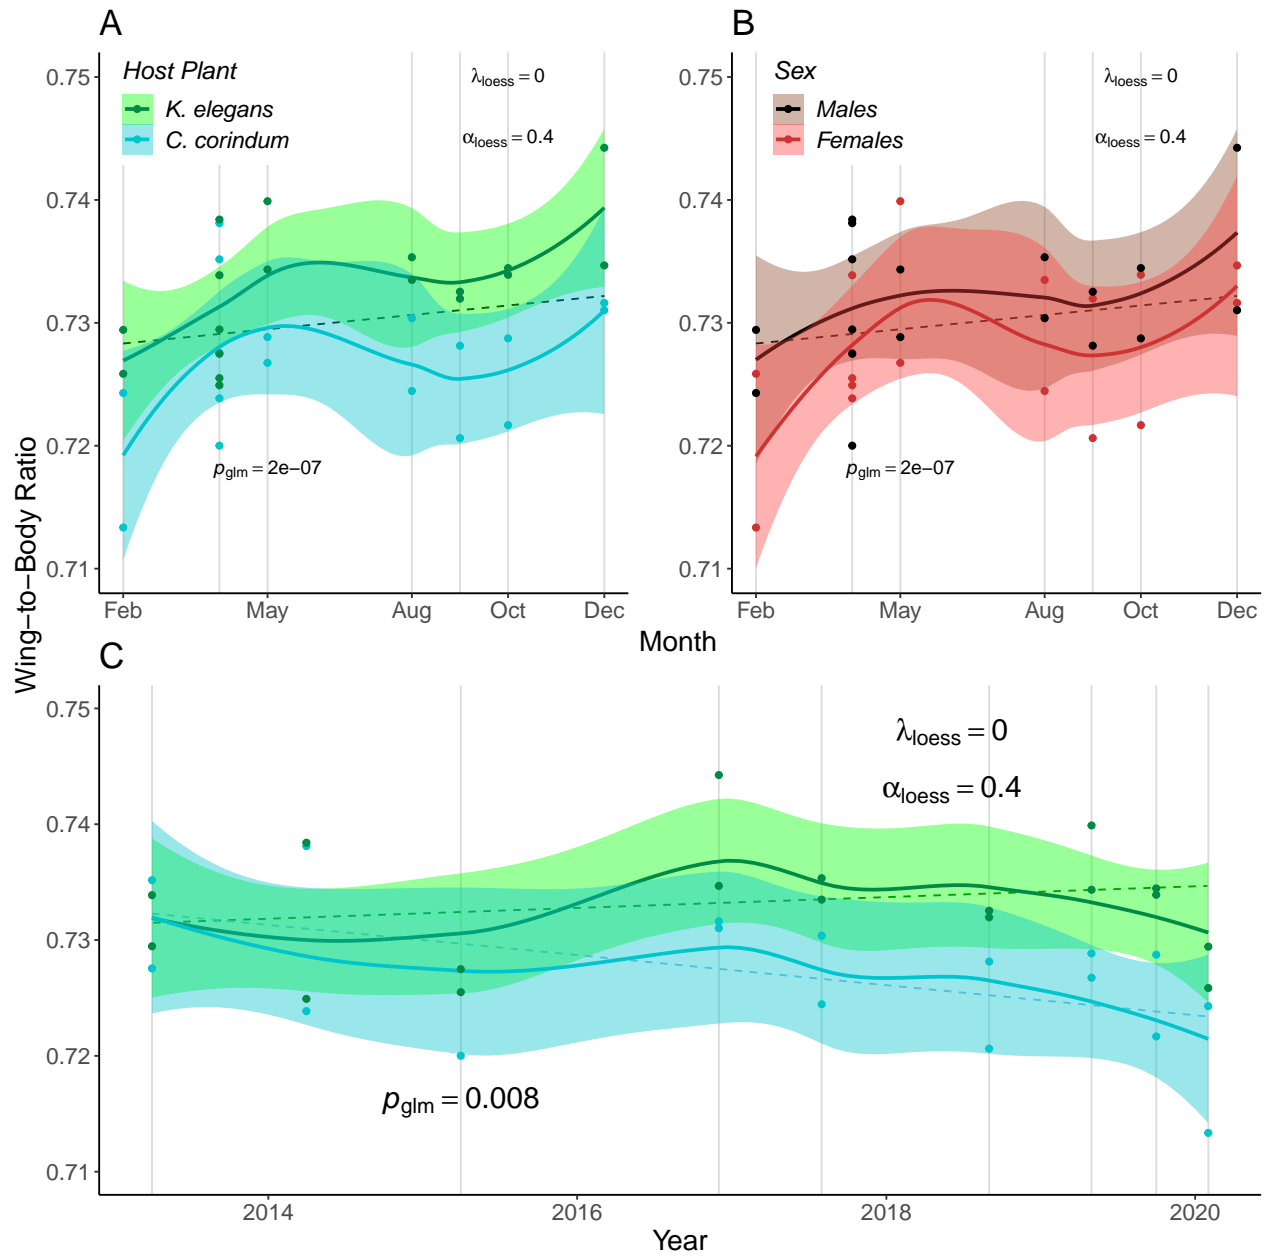 A
Host Plant
K. elegans
C. corindum
λloess = 0
αloess = 0.4
pglm = 2e−07
0.75
0.74
0.73
0.72
0.71
Feb
May
Aug
Oct
Dec
B
Sex
Males
Females
λloess = 0
αloess = 0.4
pglm = 2e−07
0.75
0.74
0.73
0.72
0.71
Feb
May
Aug
Oct
Dec
Month
Wing−to−Body Ratio
C
λloess = 0
αloess = 0.4
pglm = 0.008
0.75
0.74
0.73
0.72
0.71
2014
2016
2018
2020
Year